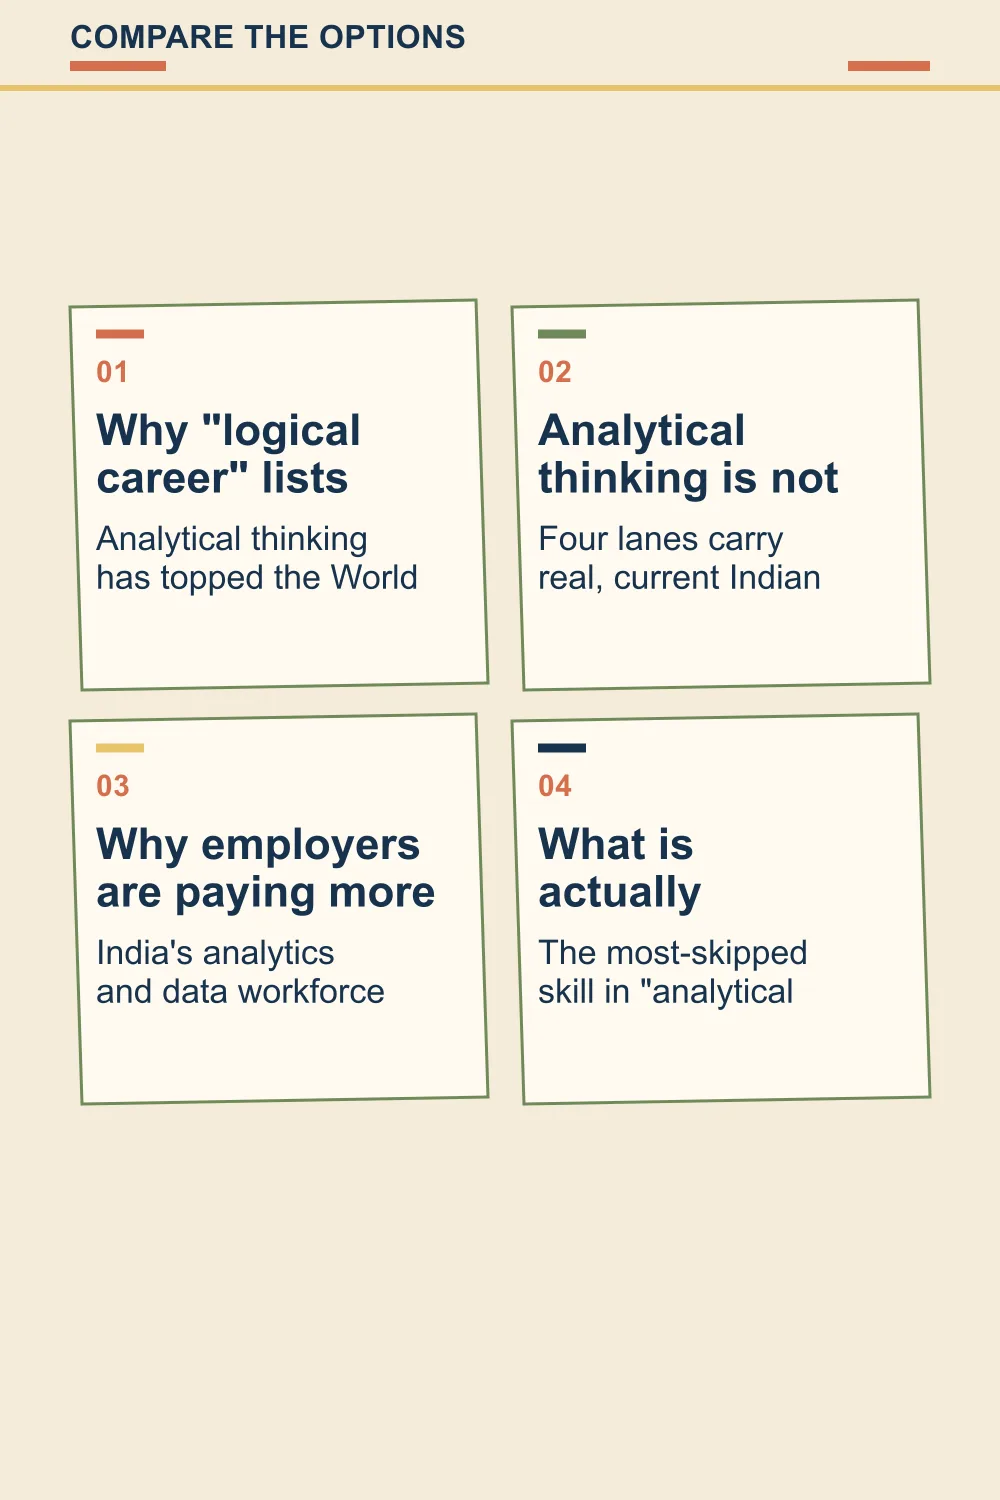 COMPARE THE OPTIONS
01
Why "logical
career" lists
Analytical thinking
has topped the World
02
Analytical
thinking is not
Four lanes carry
real, current Indian
03
Why employers
are paying more
India's analytics
and data workforce
04
What is
actually
The most-skipped
skill in "analytical